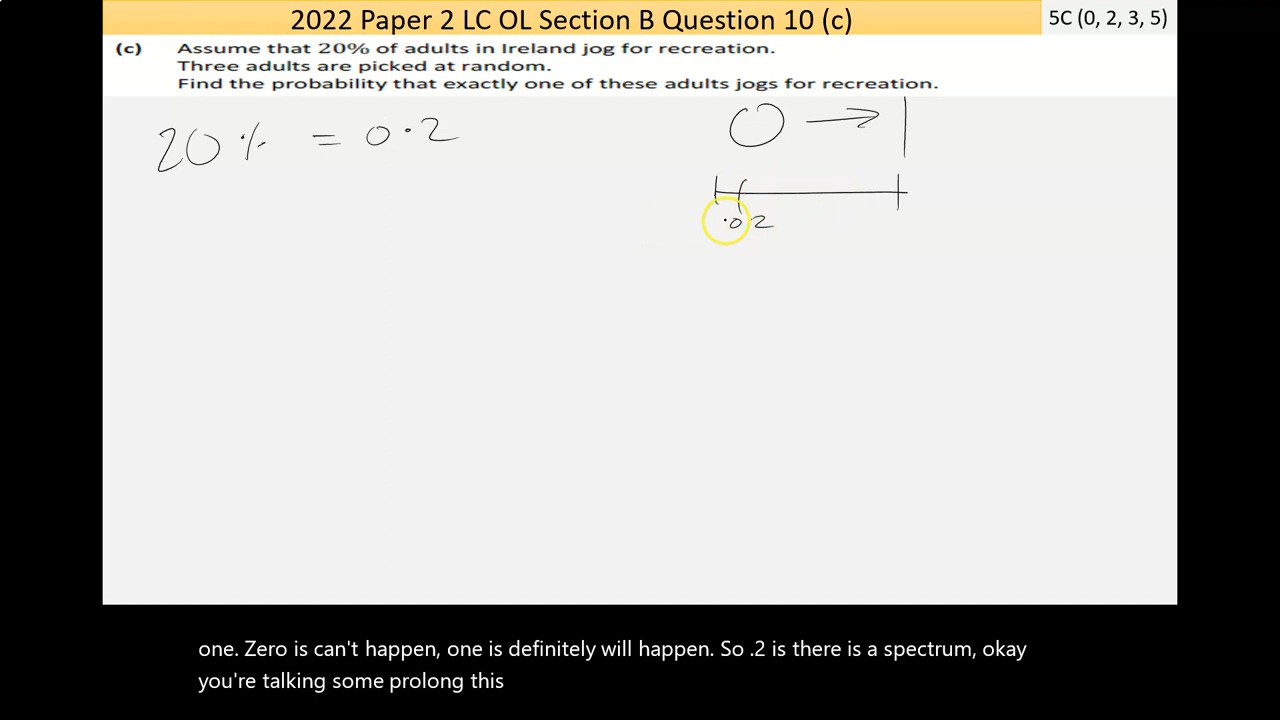 2022 Paper 2 LC OL Section B Question 10 (c)
5C (0, 2, 3, 5)
(c) Assume that 20% of adults in Ireland jog for recreation.
Three adults are picked at random.
Find the probability that exactly one of these adults jogs for recreation.
20% = 0.2
0 → 1
.02
one. Zero is can't happen, one is definitely will happen. So .2 is there is a spectrum, okay
you're talking some prolong this